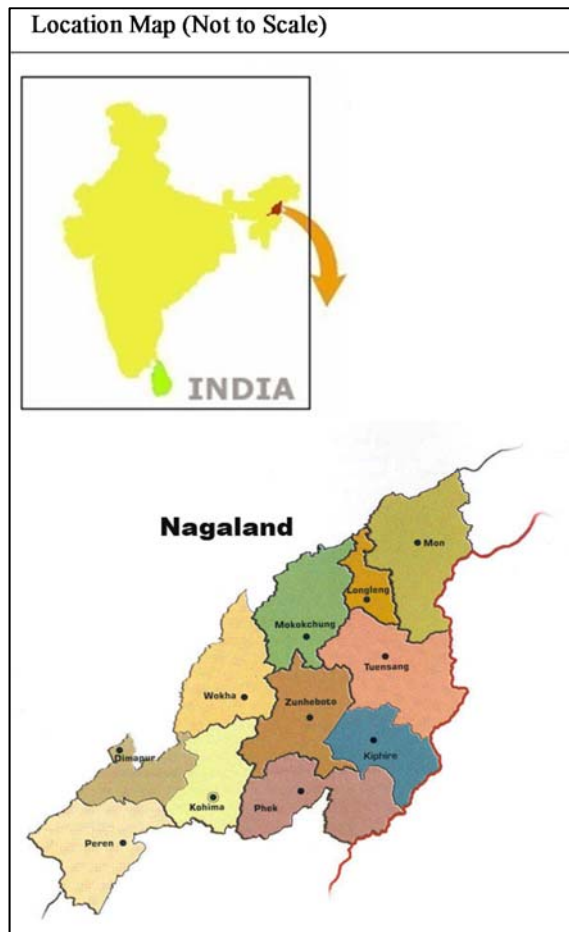 Location Map (Not to Scale)
INDIA
Nagaland
Mon
Longleng
Mokokchung
Tuensang
Wokha
Zunheboto
Dimapur
Kiphire
Kohima
Phek
Peren